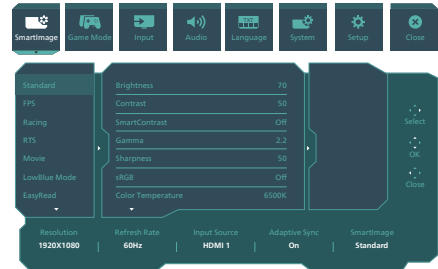 SmartImage
Game Mode
Input
Audio
TXT
Language
System
Setup
Close
Standard
FPS
Racing
RTS
Movie
LowBlue Mode
EasyRead
Brightness 70
Contrast 50
SmartContrast Off
Gamma 2.2
Sharpness 50
sRGB Off
Color Temperature 6500K
Select
OK
Close
Resolution Refresh Rate Input Source Adaptive Sync SmartImage
1920X1080 | 60Hz | HDMI 1 | On | Standard